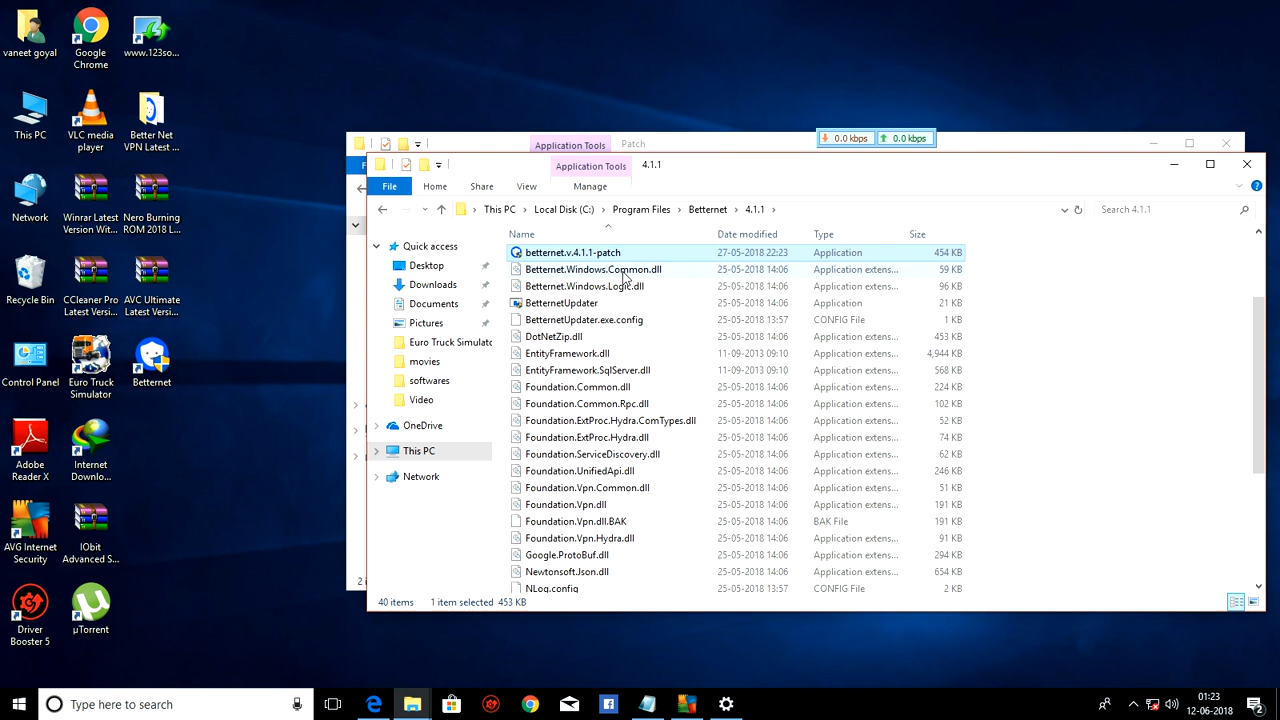 vaneet goyal
Google Chrome
www.123so...
This PC
VLC media player
Better Net VPN Latest ...
Network
Winrar Latest Version Wit...
Nero Burning ROM 2018 L...
Recycle Bin
CCleaner Pro Latest Versi...
AVC Ultimate Latest Versi...
Control Panel
Euro Truck Simulator
Betternet
Adobe Reader X
Internet Downlo...
AVG Internet Security
IObit Advanced S...
Driver Booster 5
µTorrent
Application Tools Patch
0.0 kbps 0.0 kbps
Application Tools 4.1.1
File Home Share View Manage
This PC > Local Disk (C:) > Program Files > Betternet > 4.1.1 >
Search 4.1.1
Quick access
Desktop
Downloads
Documents
Pictures
Euro Truck Simulato
movies
softwares
Video
OneDrive
This PC
Network
Name Date modified Type Size
betternet.v.4.1.1-patch 27-05-2018 22:23 Application 454 KB
Betternet.Windows.Common.dll 25-05-2018 14:06 Application extens... 59 KB
Betternet.Windows.Logic.dll 25-05-2018 14:06 Application extens... 96 KB
BetternetUpdater 25-05-2018 14:06 Application 21 KB
BetternetUpdater.exe.config 25-05-2018 13:57 CONFIG File 1 KB
DotNetZip.dll 25-05-2018 14:06 Application extens... 453 KB
EntityFramework.dll 11-09-2013 09:10 Application extens... 4,944 KB
EntityFramework.SqlServer.dll 11-09-2013 09:10 Application extens... 568 KB
Foundation.Common.dll 25-05-2018 14:06 Application extens... 224 KB
Foundation.Common.Rpc.dll 25-05-2018 14:06 Application extens... 102 KB
Foundation.ExtProc.Hydra.ComTypes.dll 25-05-2018 14:06 Application extens... 52 KB
Foundation.ExtProc.Hydra.dll 25-05-2018 14:06 Application extens... 74 KB
Foundation.ServiceDiscovery.dll 25-05-2018 14:06 Application extens... 62 KB
Foundation.UnifiedApi.dll 25-05-2018 14:06 Application extens... 246 KB
Foundation.Vpn.Common.dll 25-05-2018 14:06 Application extens... 51 KB
Foundation.Vpn.dll 25-05-2018 14:06 Application extens... 191 KB
Foundation.Vpn.dll.BAK 25-05-2018 14:06 BAK File 191 KB
Foundation.Vpn.Hydra.dll 25-05-2018 14:06 Application extens... 91 KB
Google.ProtoBuf.dll 25-05-2018 14:06 Application extens... 294 KB
Newtonsoft.Json.dll 25-05-2018 14:06 Application extens... 654 KB
NLog.config 25-05-2018 13:57 CONFIG File 2 KB
40 items 1 item selected 453 KB
Type here to search
01:23
12-06-2018